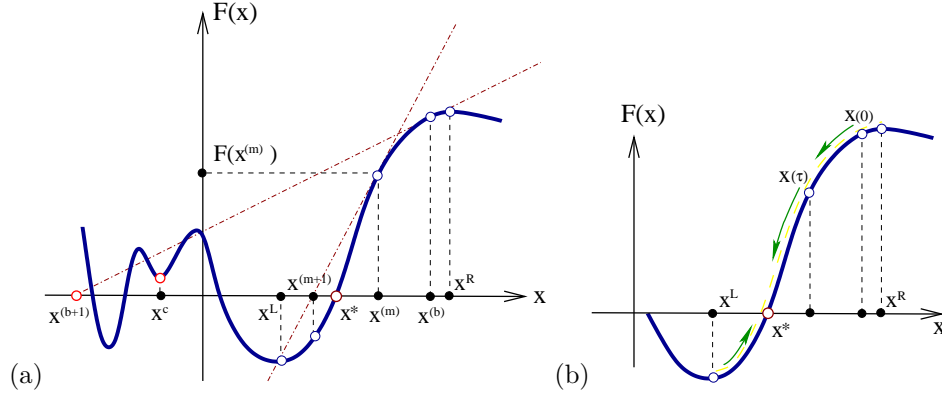 F(x)
F(x^(m))
x^(b+1)
x^c
x^L
x^(m+1)
x*
x^(m)
x^(b)
x^R
x
(a)
F(x)
x(0)
x(τ)
x^L
x*
x^R
x
(b)